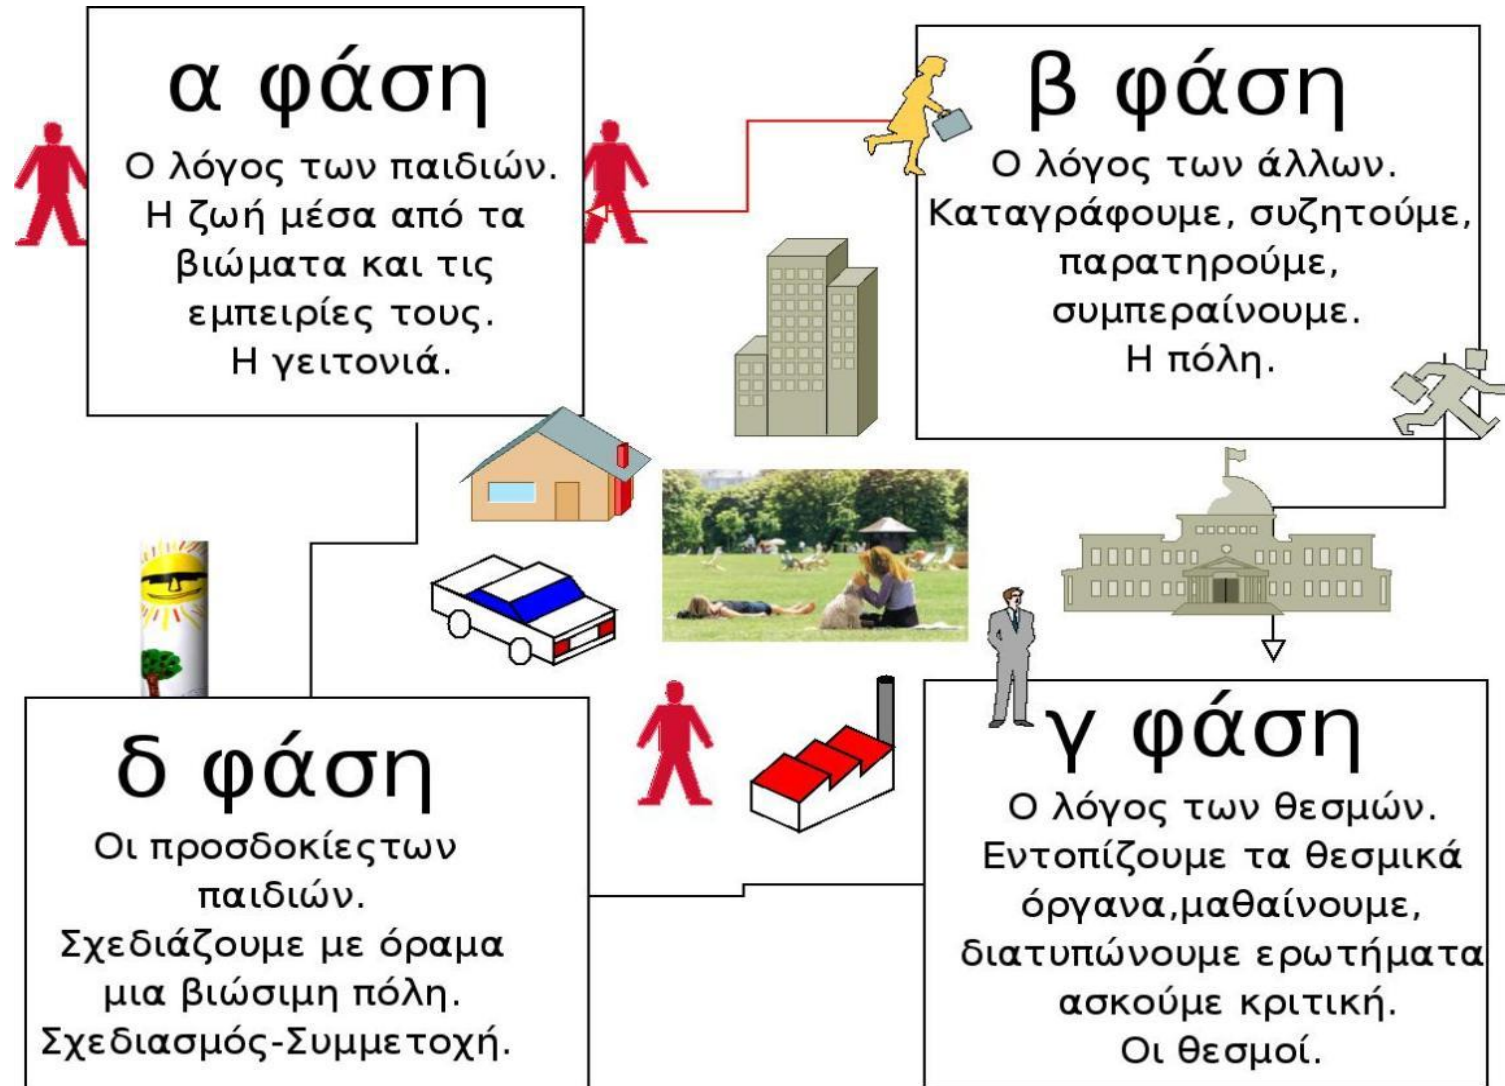 α φάση
Ο λόγος των παιδιών.
Η ζωή μέσα από τα
βιώματα και τις
εμπειρίες τους.
Η γειτονιά.
β φάση
Ο λόγος των άλλων.
Καταγράφουμε, συζητούμε,
παρατηρούμε,
συμπεραίνουμε.
Η πόλη.
δ φάση
Οι προσδοκίεςτων
παιδιών.
Σχεδιάζουμε με όραμα
μια βιώσιμη πόλη.
Σχεδιασμός-Συμμετοχή.
γ φάση
Ο λόγος των θεσμών.
Εντοπίζουμε τα θεσμικά
όργανα,μαθαίνουμε,
διατυπώνουμε ερωτήματα
ασκούμε κριτική.
Οι θεσμοί.